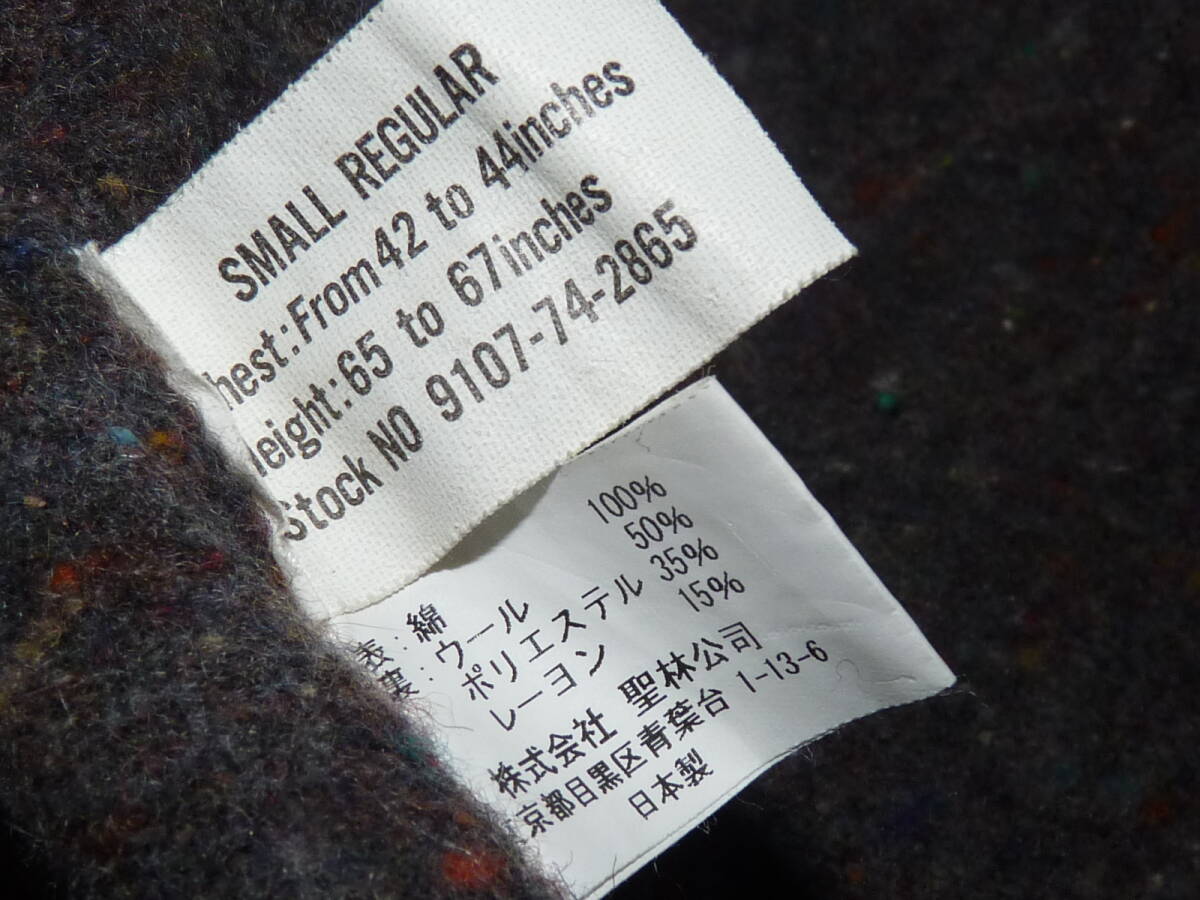 SMALL REGULAR
hest:From 42 to 44inches
eight:65 to 67inches
Stock NO 9107-74-2865
表:綿 100%
裏:ウール 50%
ポリエステル 35%
レーヨン 15%
株式会社 聖林公司
京都目黒区青葉台 1-13-6
日本製